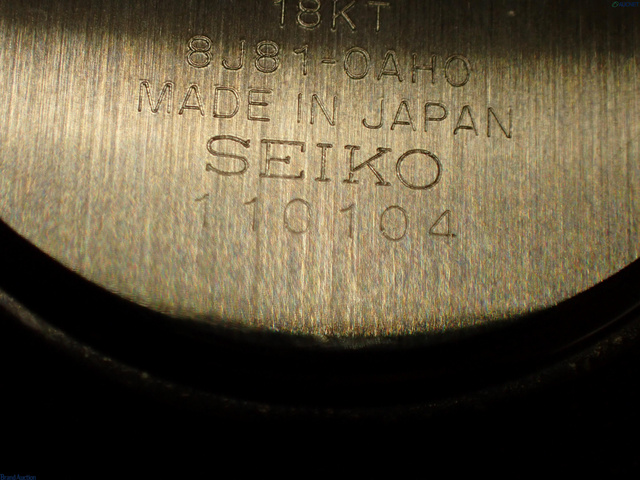 18KT
8J81-0AH0
MADE IN JAPAN
SEIKO
110104